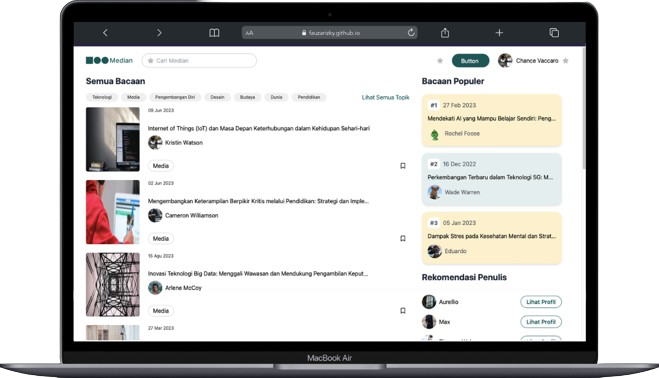 AA
fauzarizky.github.io
Median
Cari Median
Button
Chance Vaccaro
Semua Bacaan
Teknologi
Media
Pengembangan Diri
Desain
Budaya
Dunia
Pendidikan
Lihat Semua Topik
09 Jun 2023
Internet of Things (IoT) dan Masa Depan Keterhubungan dalam Kehidupan Sehari-hari
Kristin Watson
Media
02 Jun 2023
Mengembangkan Keterampilan Berpikir Kritis melalui Pendidikan: Strategi dan Imple...
Cameron Williamson
Media
15 Agu 2023
Inovasi Teknologi Big Data: Menggali Wawasan dan Mendukung Pengambilan Keput...
Arlene McCoy
Media
27 Mar 2023
Bacaan Populer
#1 27 Feb 2023
Mendekati AI yang Mampu Belajar Sendiri: Peng...
Rochel Foose
#2 16 Dec 2022
Perkembangan Terbaru dalam Teknologi 5G: M...
Wade Warren
#3 05 Jan 2023
Dampak Stres pada Kesehatan Mental dan Strat...
Eduardo
Rekomendasi Penulis
Aurellio
Lihat Profil
Max
Lihat Profil
MacBook Air